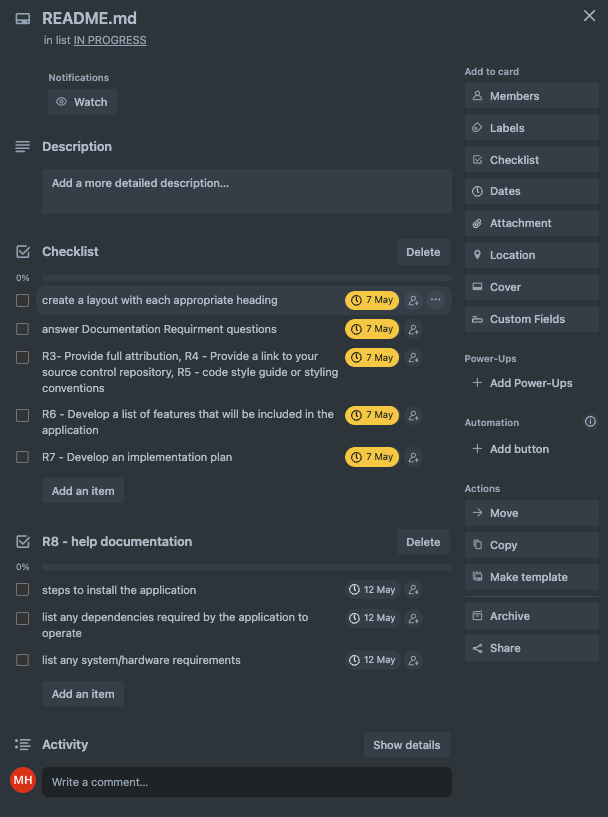 README.md
in list IN PROGRESS
Notifications
Watch
Description
Add a more detailed description...
Checklist
Delete
0%
create a layout with each appropriate heading
7 May
answer Documentation Requirment questions
7 May
R3- Provide full attribution, R4 - Provide a link to your
source control repository, R5 - code style guide or styling
conventions
7 May
R6 - Develop a list of features that will be included in the
application
7 May
R7 - Develop an implementation plan
7 May
Add an item
R8 - help documentation
Delete
0%
steps to install the application
12 May
list any dependencies required by the application to
operate
12 May
list any system/hardware requirements
12 May
Add an item
Activity
Show details
MH
Write a comment...
Add to card
Members
Labels
Checklist
Dates
Attachment
Location
Cover
Custom Fields
Power-Ups
Add Power-Ups
Automation
Add button
Actions
Move
Copy
Make template
Archive
Share